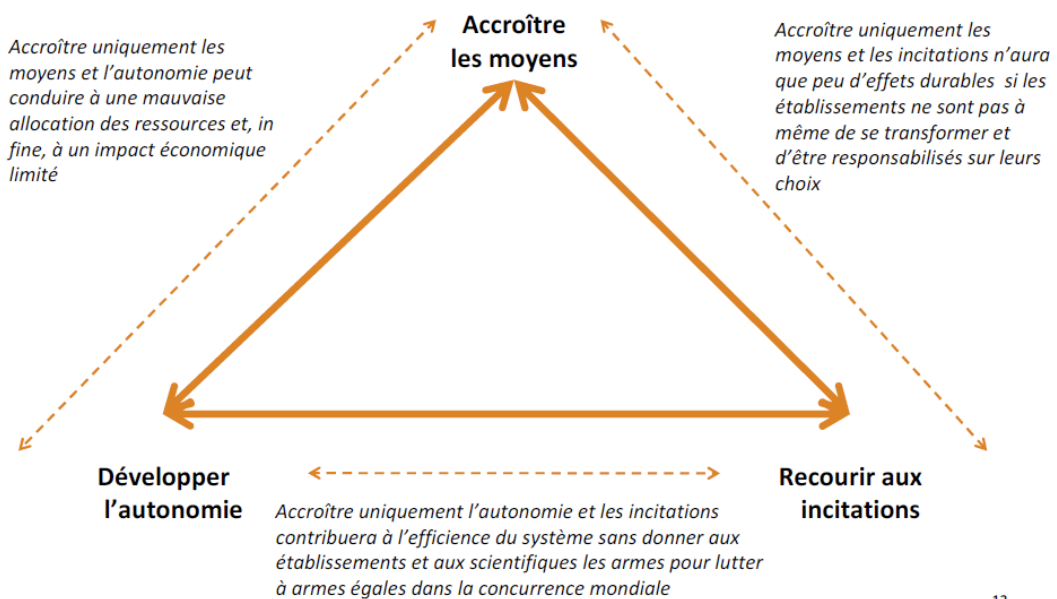 Accroître
les moyens
Accroître uniquement les
moyens et l’autonomie peut
conduire à une mauvaise
allocation des ressources et, in
fine, à un impact économique
limité
Accroître uniquement les
moyens et les incitations n’aura
que peu d’effets durables si les
établissements ne sont pas à
même de se transformer et
d’être responsabilisés sur leurs
choix
Développer
l’autonomie
Recourir aux
incitations
Accroître uniquement l’autonomie et les incitations
contribuera à l’efficience du système sans donner aux
établissements et aux scientifiques les armes pour lutter
à armes égales dans la concurrence mondiale